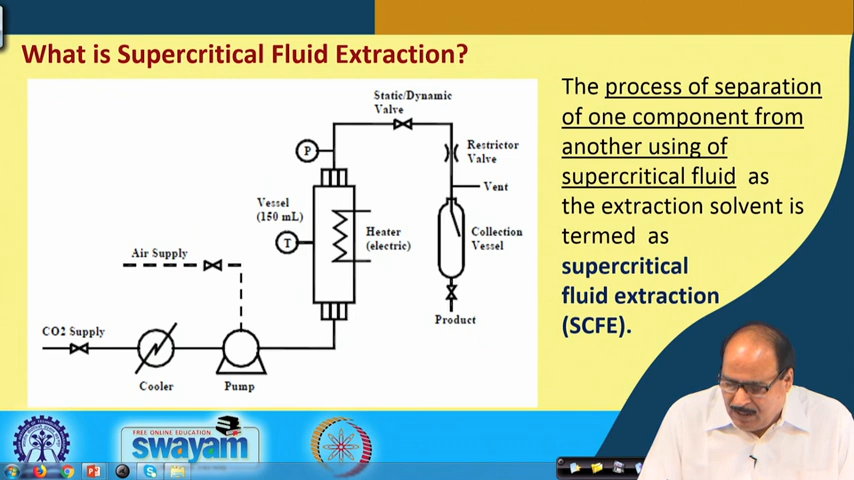 What is Supercritical Fluid Extraction?
Static/Dynamic
Valve
P
Restrictor
Valve
Vent
Vessel
(150 mL)
T
Heater
(electric)
Collection
Vessel
Air Supply
Product
CO2 Supply
Cooler
Pump
The process of separation
of one component from
another using of
supercritical fluid as
the extraction solvent is
termed as
supercritical
fluid extraction
(SCFE).
FREE ONLINE EDUCATION
swayam